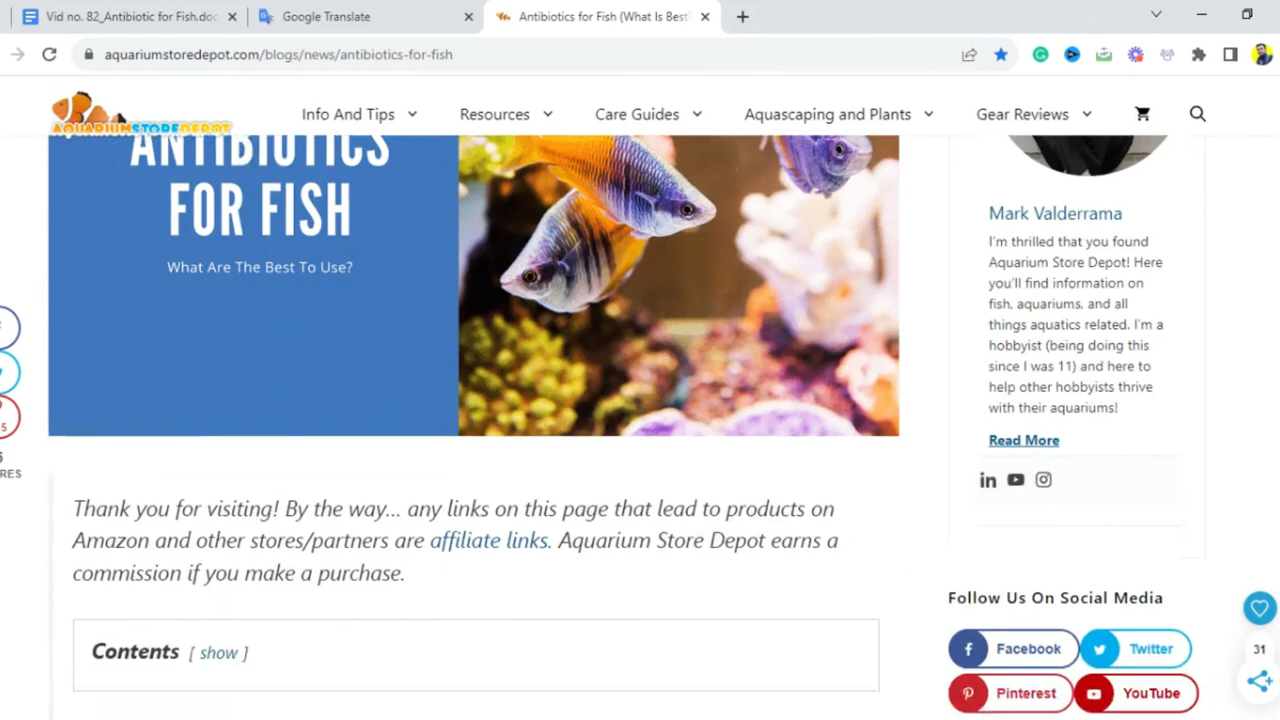 Vid no. 82_Antibiotic for Fish.doc
Google Translate
Antibiotics for Fish (What Is Best
aquariumstoredepot.com/blogs/news/antibiotics-for-fish
AQUARIUMSTOREDEPOT
Info And Tips
Resources
Care Guides
Aquascaping and Plants
Gear Reviews
ANTIBIOTICS
FOR FISH
What Are The Best To Use?
Mark Valderrama
I'm thrilled that you found
Aquarium Store Depot! Here
you'll find information on
fish, aquariums, and all
things aquatics related. I'm a
hobbyist (being doing this
since I was 11) and here to
help other hobbyists thrive
with their aquariums!
Read More
Thank you for visiting! By the way... any links on this page that lead to products on
Amazon and other stores/partners are affiliate links. Aquarium Store Depot earns a
commission if you make a purchase.
Contents [ show ]
Follow Us On Social Media
Facebook
Twitter
Pinterest
YouTube
31